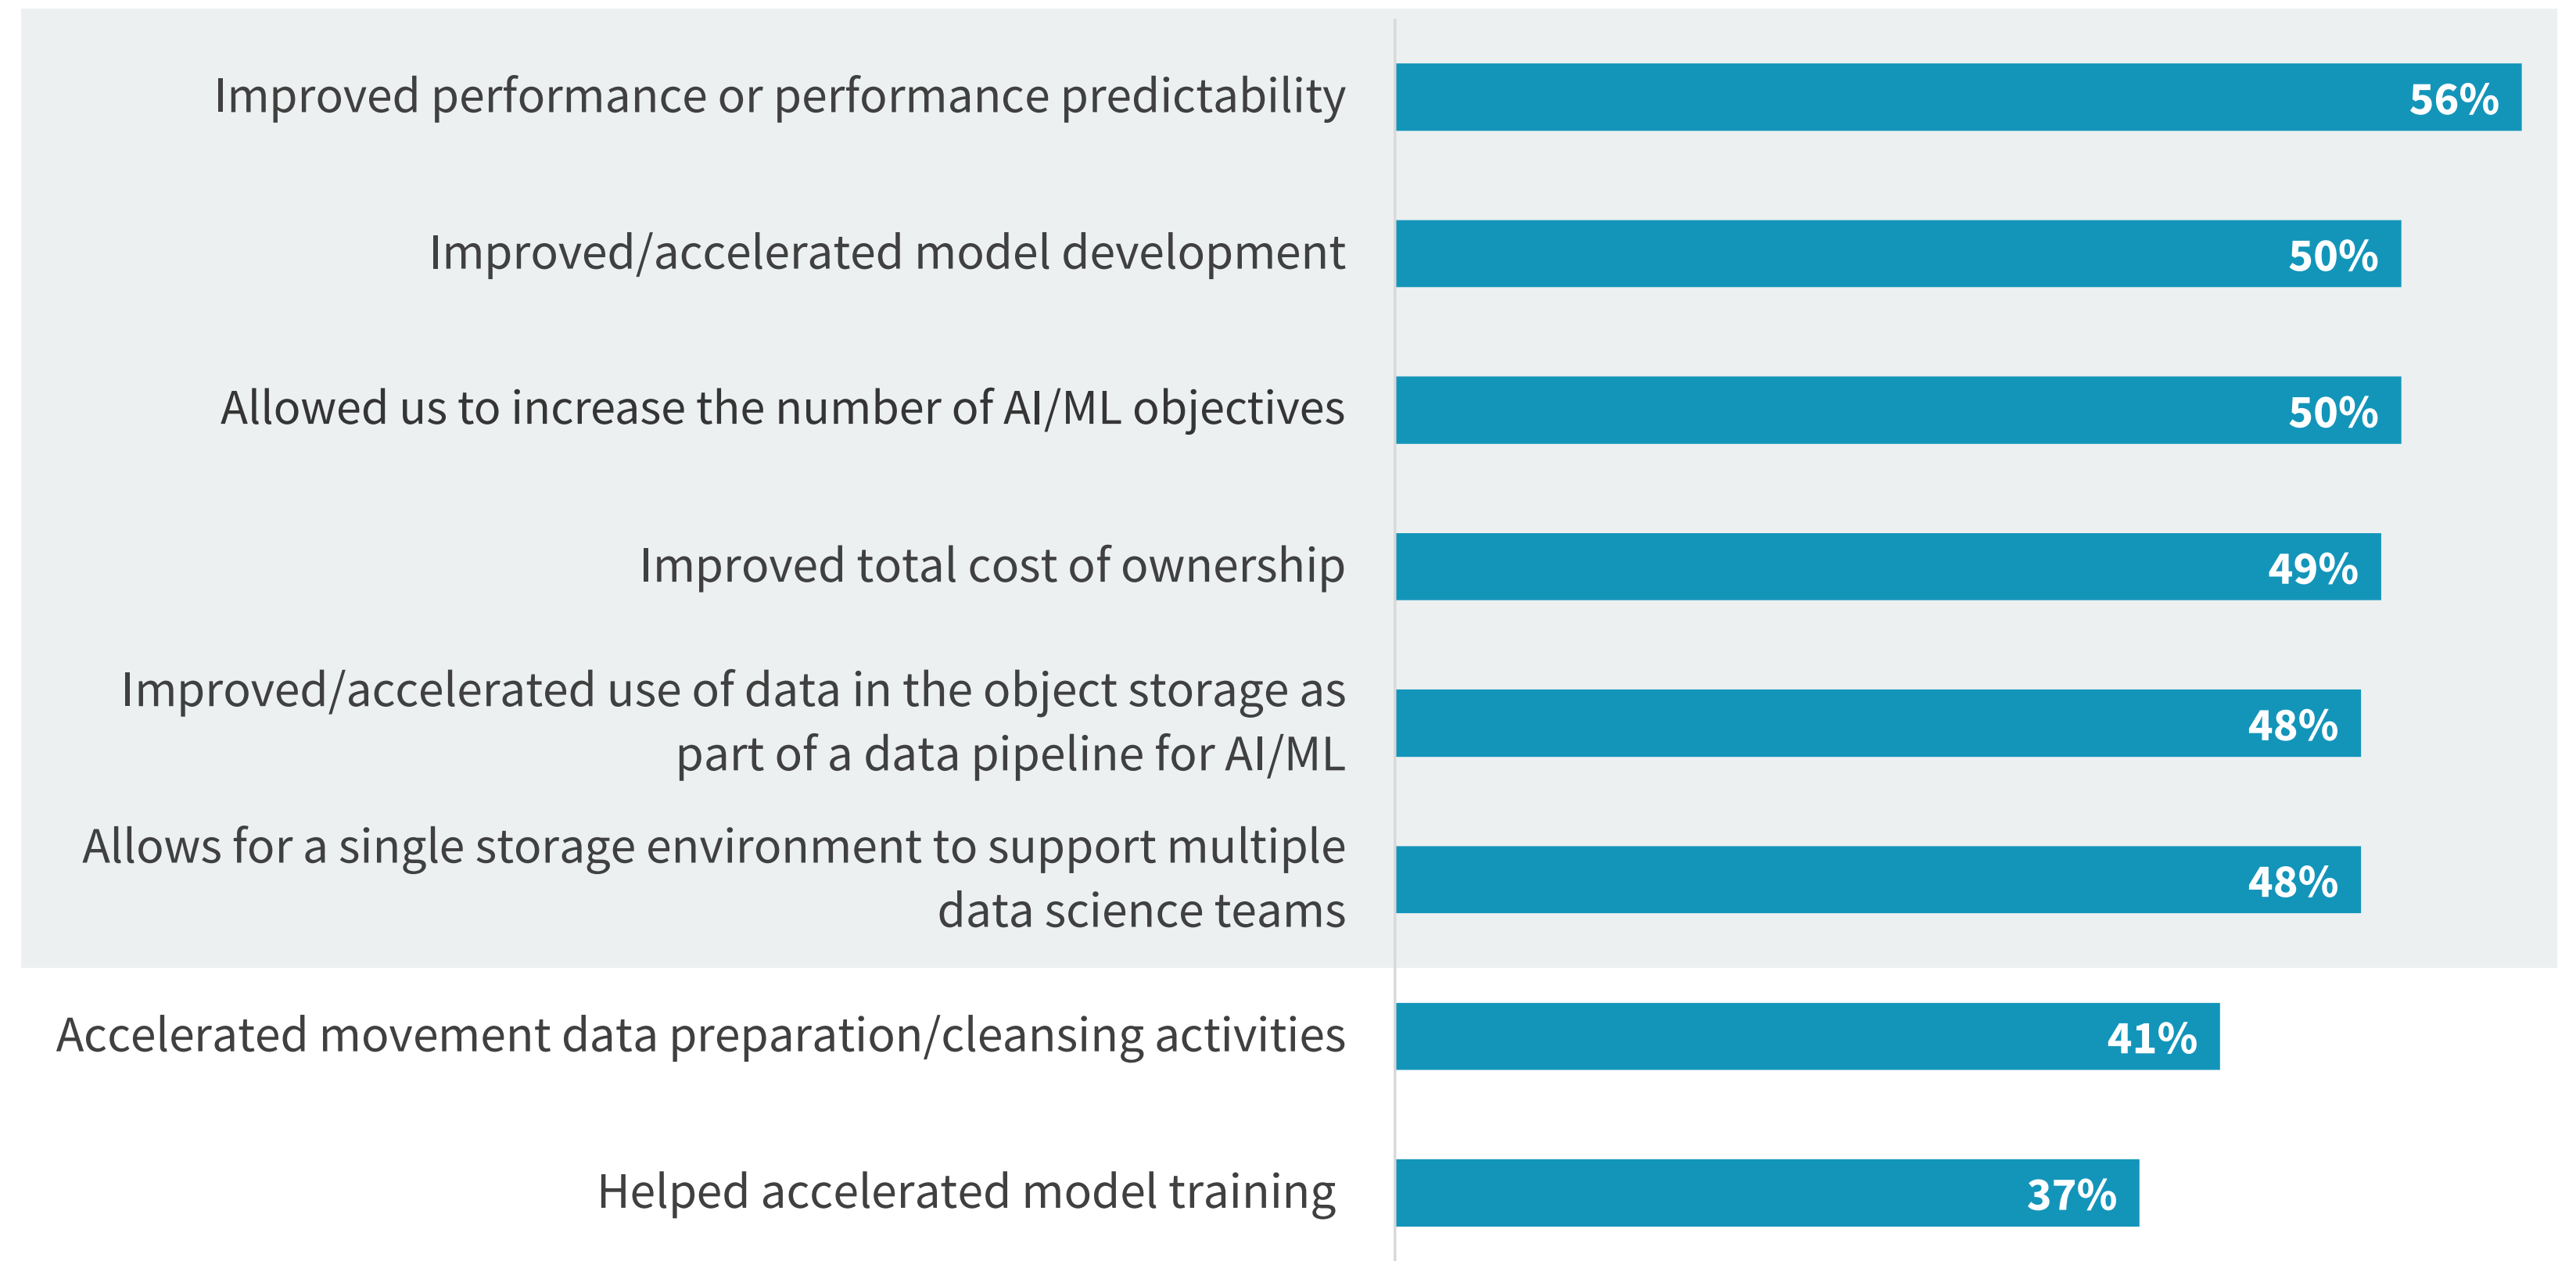 Improved performance or performance predictability 56%
Improved/accelerated model development 50%
Allowed us to increase the number of AI/ML objectives 50%
Improved total cost of ownership 49%
Improved/accelerated use of data in the object storage as
part of a data pipeline for AI/ML
48%
Allows for a single storage environment to support multiple
data science teams
48%
Accelerated movement data preparation/cleansing activities 41%
Helped accelerated model training 37%